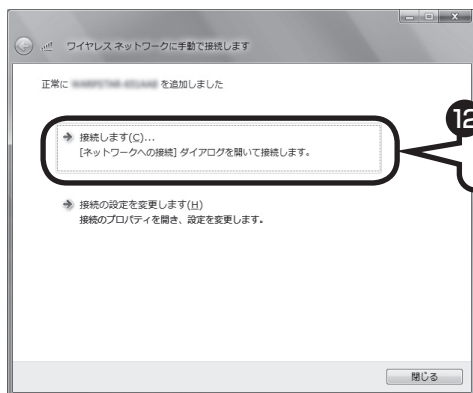 ワイヤレス ネットワークに手動で接続します
正常に を追加しました
接続します(C)...
[ネットワークへの接続] ダイアログを開いて接続します。
12
接続の設定を変更します(H)
接続のプロパティを開き、設定を変更します。
閉じる